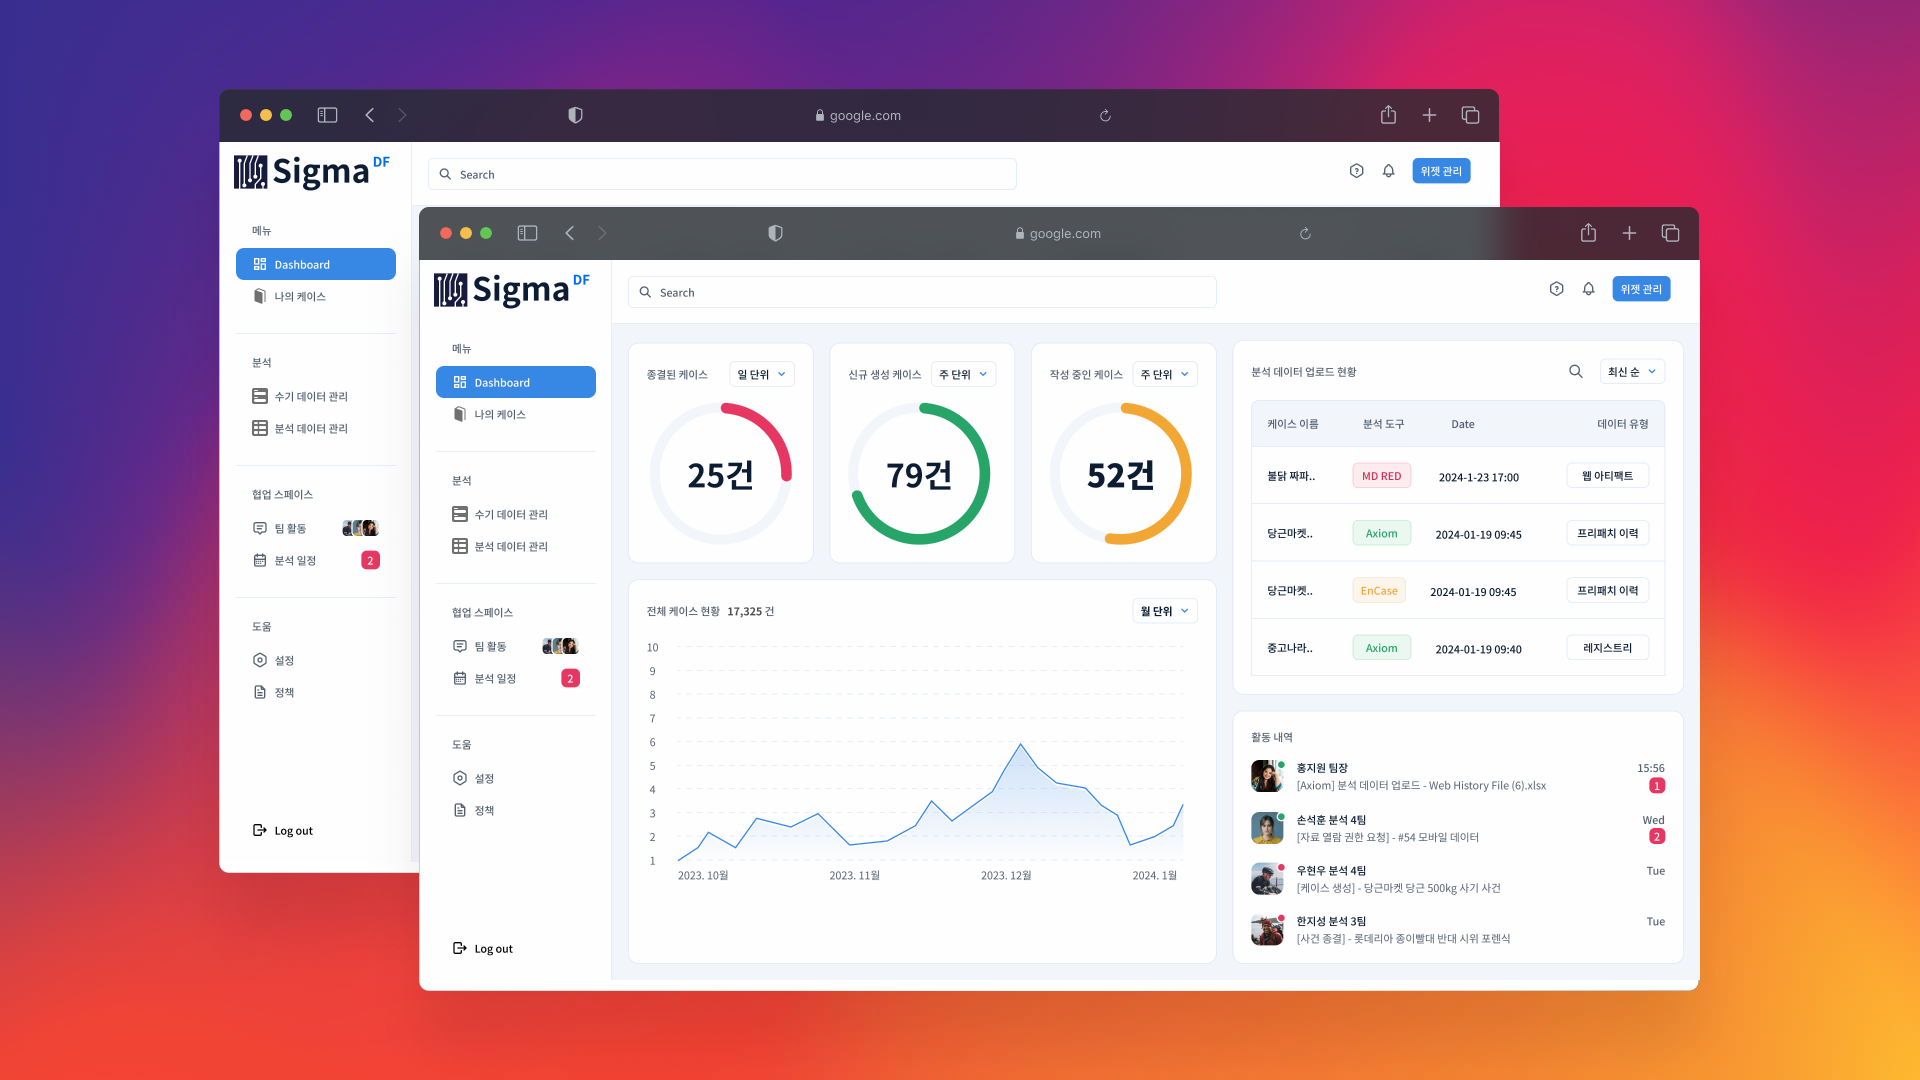 google.com
Sigma DF
Search
위젯 관리
메뉴
Dashboard
나의 케이스
분석
수기 데이터 관리
분석 데이터 관리
협업 스페이스
팀 활동
분석 일정 2
도움
설정
정책
Log out
google.com
Sigma DF
Search
위젯 관리
메뉴
Dashboard
나의 케이스
분석
수기 데이터 관리
분석 데이터 관리
협업 스페이스
팀 활동
분석 일정 2
도움
설정
정책
Log out
종결된 케이스 일 단위
25건
신규 생성 케이스 주 단위
79건
작성 중인 케이스 주 단위
52건
전체 케이스 현황 17,325 건 월 단위
10
9
8
7
6
5
4
3
2
1
2023. 10월 2023. 11월 2023. 12월 2024. 1월
분석 데이터 업로드 현황 최신 순
케이스 이름 분석 도구 Date 데이터 유형
불닭 짜파.. MD RED 2024-1-23 17:00 웹 아티팩트
당근마켓.. Axiom 2024-01-19 09:45 프리패치 이력
당근마켓.. EnCase 2024-01-19 09:45 프리패치 이력
중고나라.. Axiom 2024-01-19 09:40 레지스트리
활동 내역
홍지원 팀장 15:56
[Axiom] 분석 데이터 업로드 - Web History File (6).xlsx 1
손석훈 분석 4팀 Wed
[자료 열람 권한 요청] - #54 모바일 데이터 2
우현우 분석 4팀 Tue
[케이스 생성] - 당근마켓 당근 500kg 사기 사건
한지성 분석 3팀 Tue
[사건 종결] - 롯데리아 종이빨대 반대 시위 포렌식